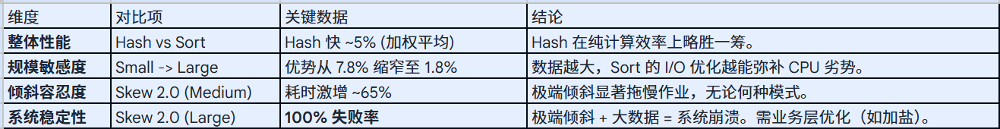 维度 对比项 关键数据 结论
整体性能 Hash vs Sort Hash 快 ~5% (加权平均) Hash 在纯计算效率上略胜一筹。
规模敏感度 Small -> Large 优势从 7.8% 缩窄至 1.8% 数据越大，Sort 的 I/O 优化越能弥补 CPU 劣势。
倾斜容忍度 Skew 2.0 (Medium) 耗时激增 ~65% 极端倾斜显著拖慢作业，无论何种模式。
系统稳定性 Skew 2.0 (Large) 100% 失败率 极端倾斜 + 大数据 = 系统崩溃。需业务层优化（如加盐）。